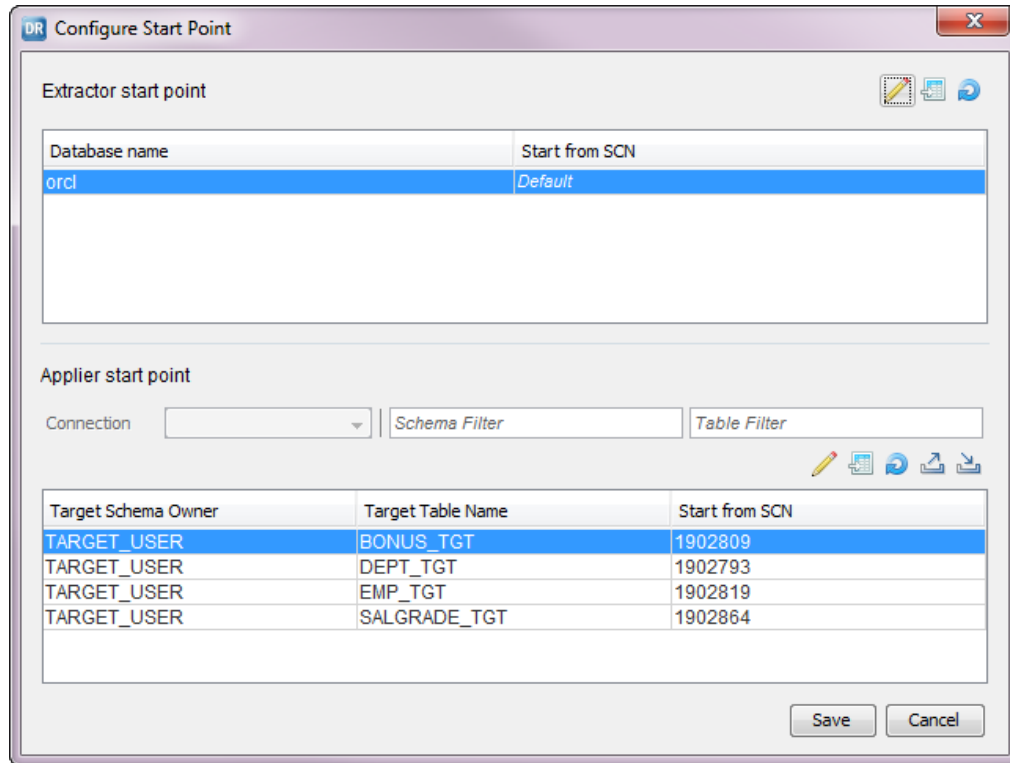 DR Configure Start Point
Extractor start point
Database name Start from SCN
orcl Default
Applier start point
Connection Schema Filter Table Filter
Target Schema Owner Target Table Name Start from SCN
TARGET_USER BONUS_TGT 1902809
TARGET_USER DEPT_TGT 1902793
TARGET_USER EMP_TGT 1902819
TARGET_USER SALGRADE_TGT 1902864
Save Cancel